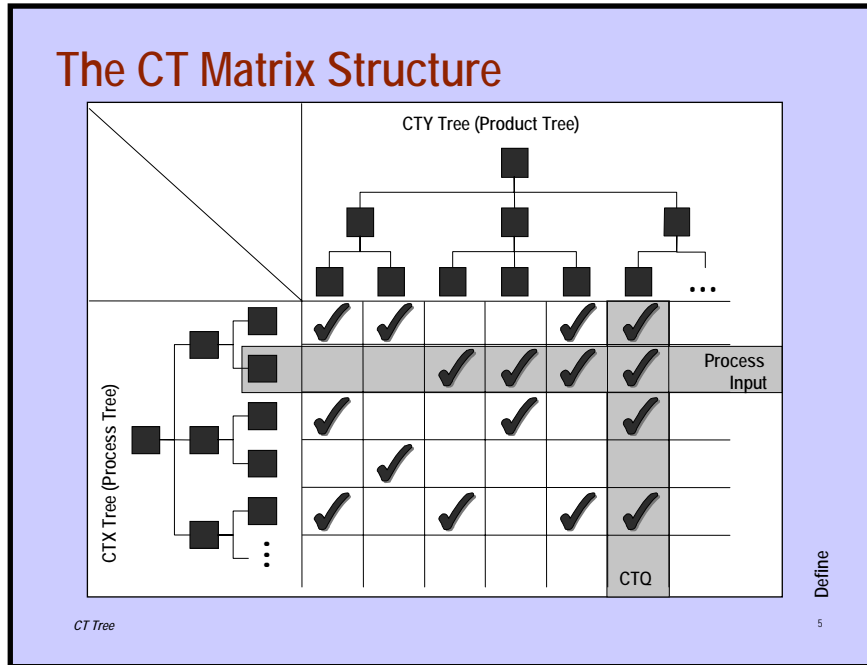 The CT Matrix Structure
CTY Tree (Product Tree)
...
Process
Input
CTX Tree (Process Tree)
...
CTQ
Define
CT Tree
5